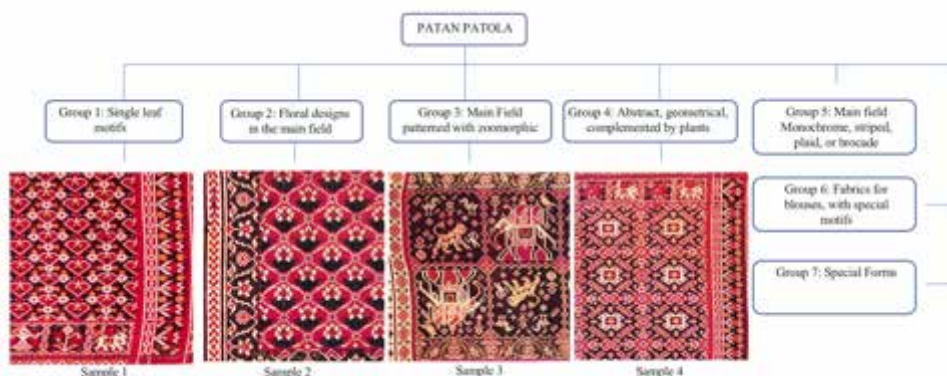 PATAN PATOLA
Group 1: Single leaf
motifs
Group 2: Floral designs
in the main field
Group 3: Main Field
patterned with zoomorphic
Group 4: Abstract, geometrical,
complemented by plants
Group 5: Main field
Monochrome, striped,
plaid, or brocade
Group 6: Fabrics for
blouses, with special
motifs
Group 7: Special Forms
Sample 1
Sample 2
Sample 3
Sample 4